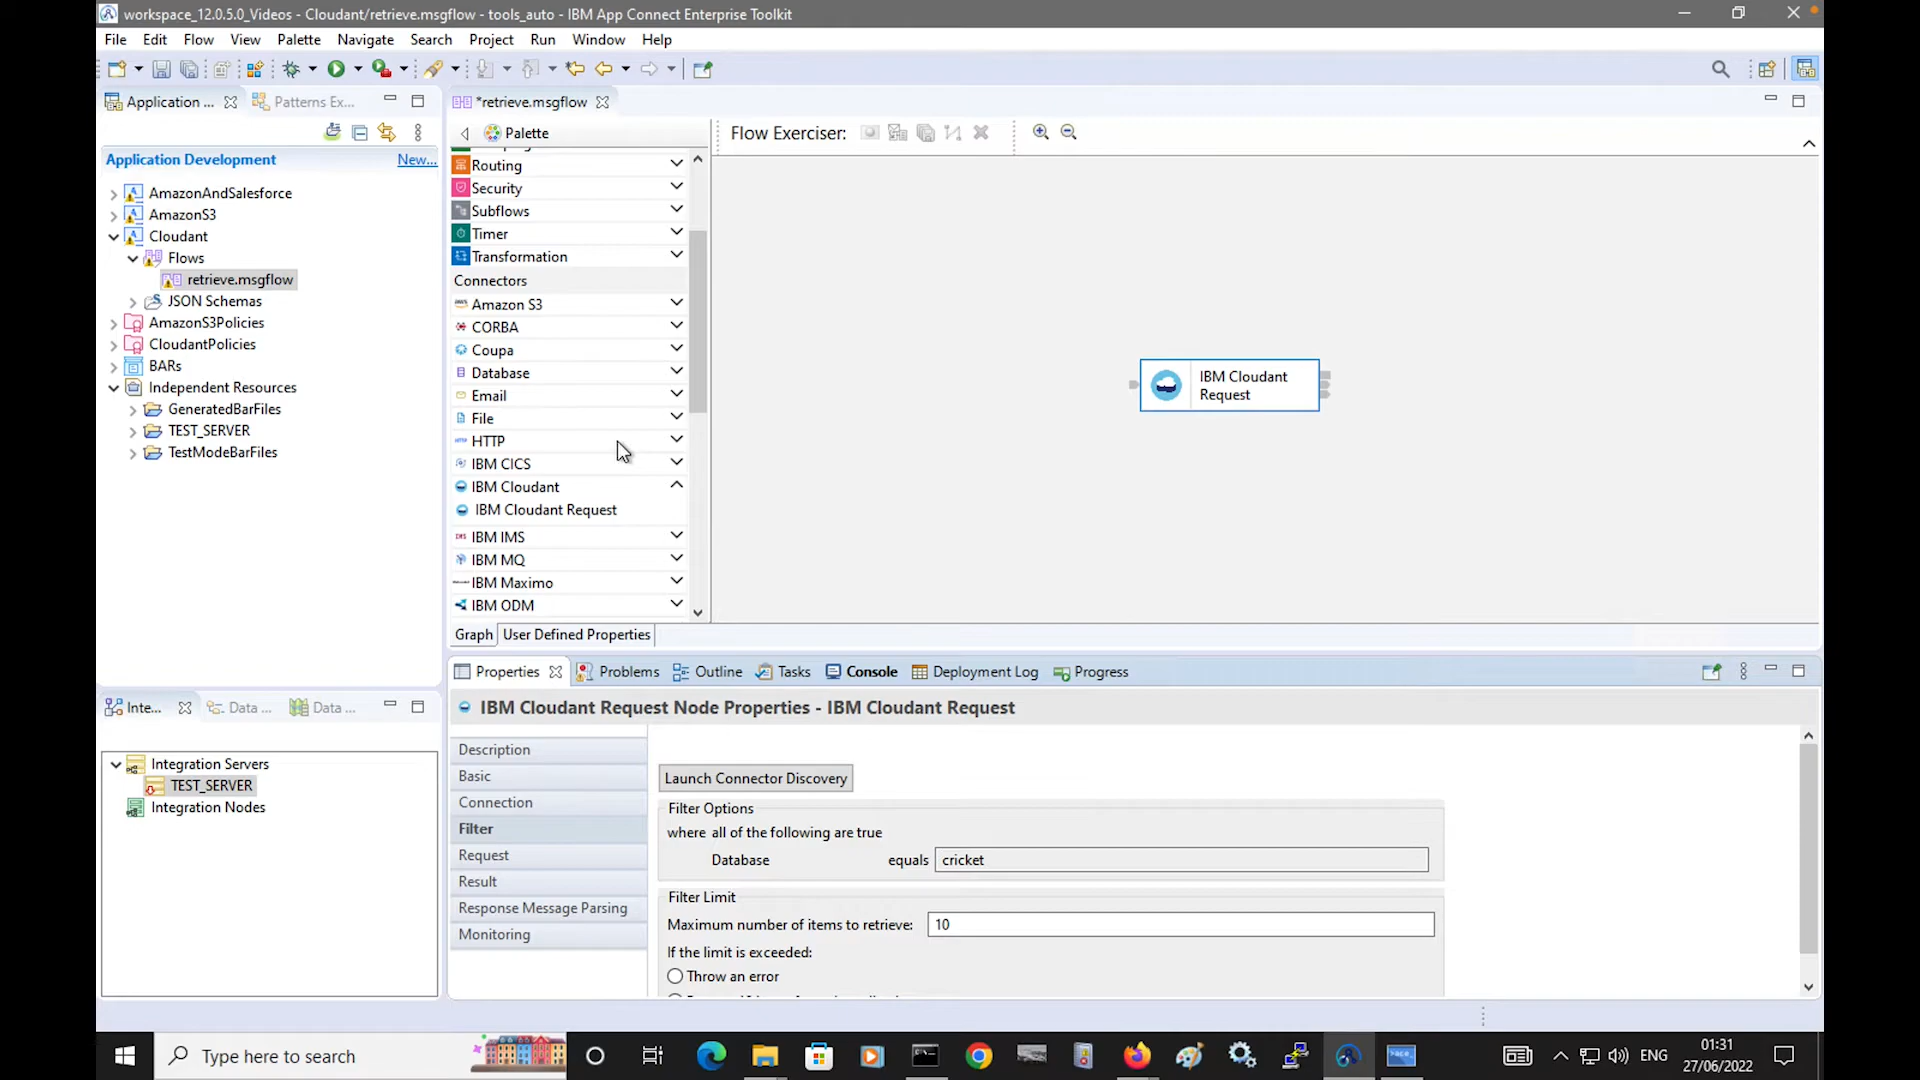 workspace_12.0.5.0_Videos - Cloudant/retrieve.msgflow - tools_auto - IBM App Connect Enterprise Toolkit
File Edit Flow View Palette Navigate Search Project Run Window Help
Application ...
Patterns Ex...
Application Development
New...
AmazonAndSalesforce
AmazonS3
Cloudant
Flows
retrieve.msgflow
JSON Schemas
AmazonS3Policies
CloudantPolicies
BARs
Independent Resources
GeneratedBarFiles
TEST_SERVER
TestModeBarFiles
*retrieve.msgflow
Palette
Routing
Security
Subflows
Timer
Transformation
Connectors
Amazon S3
CORBA
Coupa
Database
Email
File
HTTP
IBM CICS
IBM Cloudant
IBM Cloudant Request
IBM IMS
IBM MQ
IBM Maximo
IBM ODM
Graph
User Defined Properties
Flow Exerciser:
IBM Cloudant
Request
Inte...
Data ...
Data ...
Integration Servers
TEST_SERVER
Integration Nodes
Properties
Problems
Outline
Tasks
Console
Deployment Log
Progress
IBM Cloudant Request Node Properties - IBM Cloudant Request
Description
Basic
Connection
Filter
Request
Result
Response Message Parsing
Monitoring
Launch Connector Discovery
Filter Options
where all of the following are true
Database equals cricket
Filter Limit
Maximum number of items to retrieve: 10
If the limit is exceeded:
Throw an error
Type here to search
ENG
01:31
27/06/2022